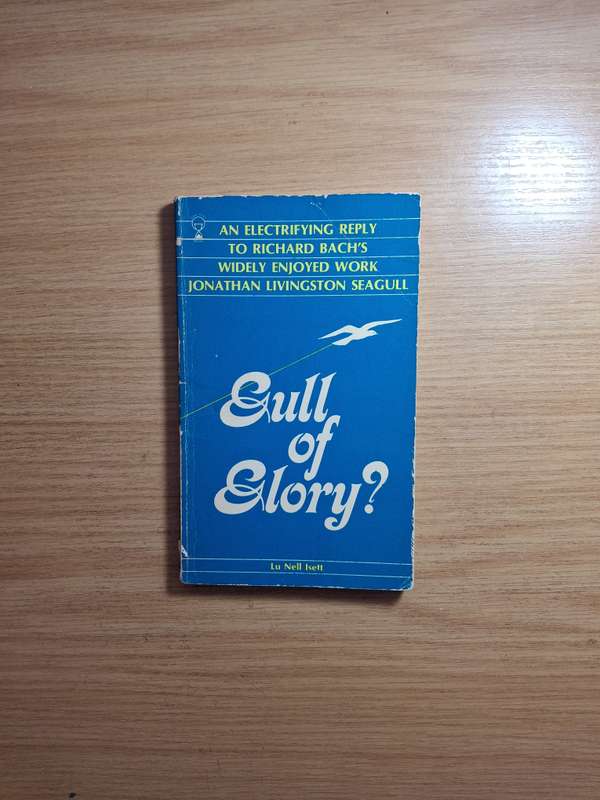 AN ELECTRIFYING REPLY
TO RICHARD BACH'S
WIDELY ENJOYED WORK
JONATHAN LIVINGSTON SEAGULL
Gull
of
Glory?
Lu Nell Isett